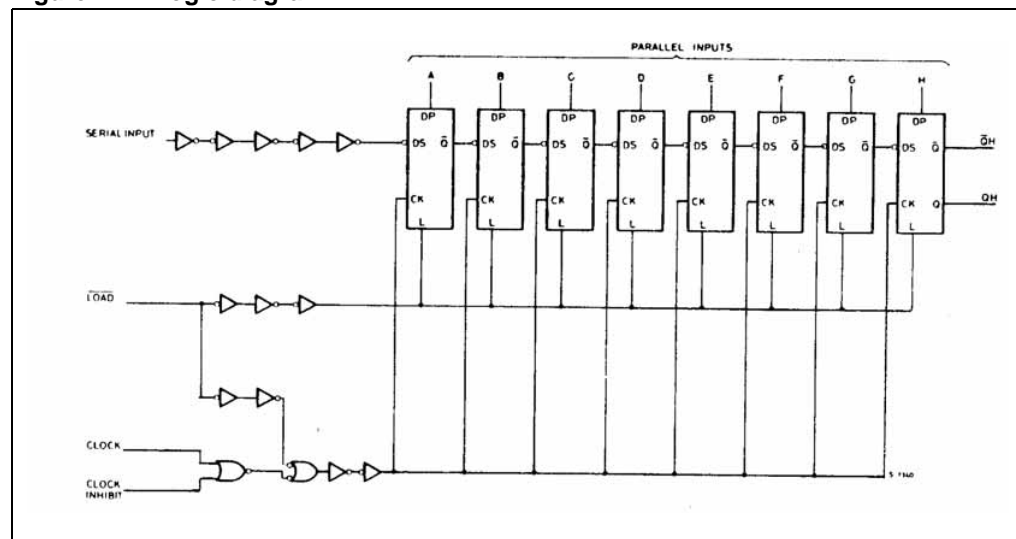 PARALLEL INPUTS
A B C D E F G H
DP DP DP DP DP DP DP DP
SERIAL INPUT
DS Q̄ DS Q̄ DS Q̄ DS Q̄ DS Q̄ DS Q̄ DS Q̄ DS Q̄ Q̄H
CK CK CK CK CK CK CK CK Q QH
L L L L L L L L
L̅O̅A̅D̅
CLOCK
CLOCK
INHIBIT